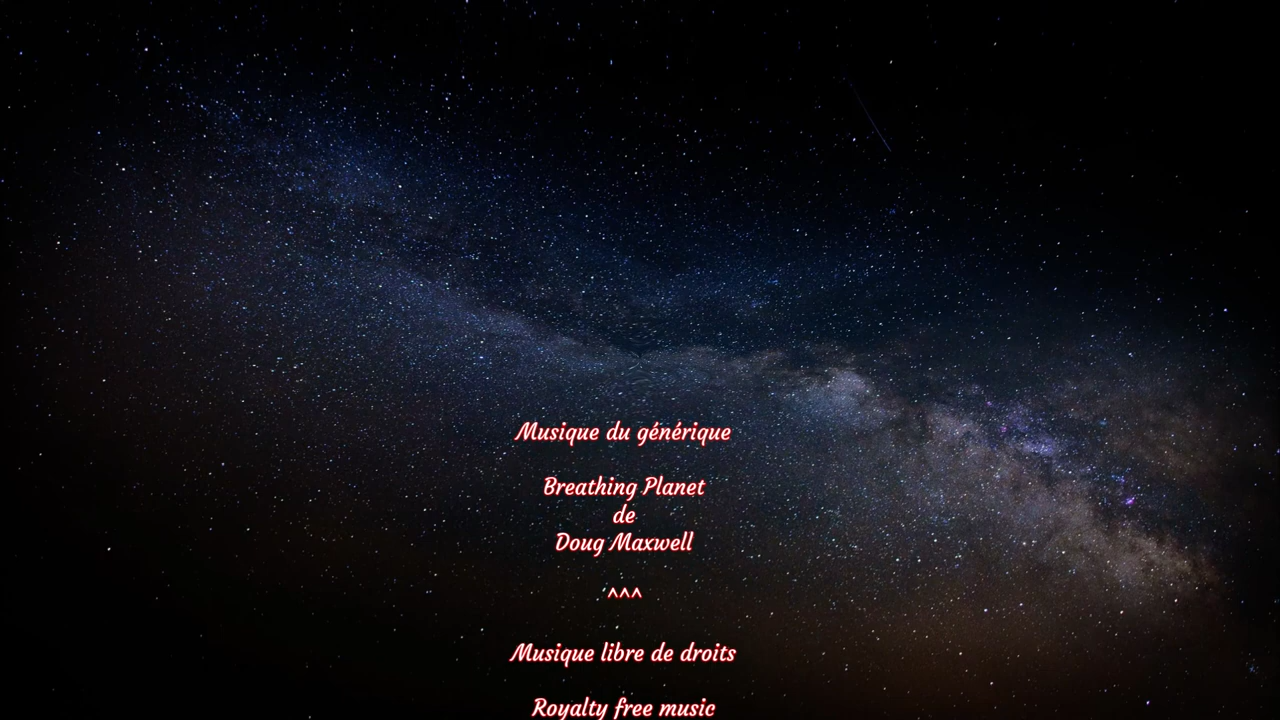 Musique du générique
Breathing Planet
de
Doug Maxwell
^^^
Musique libre de droits
Royalty free music